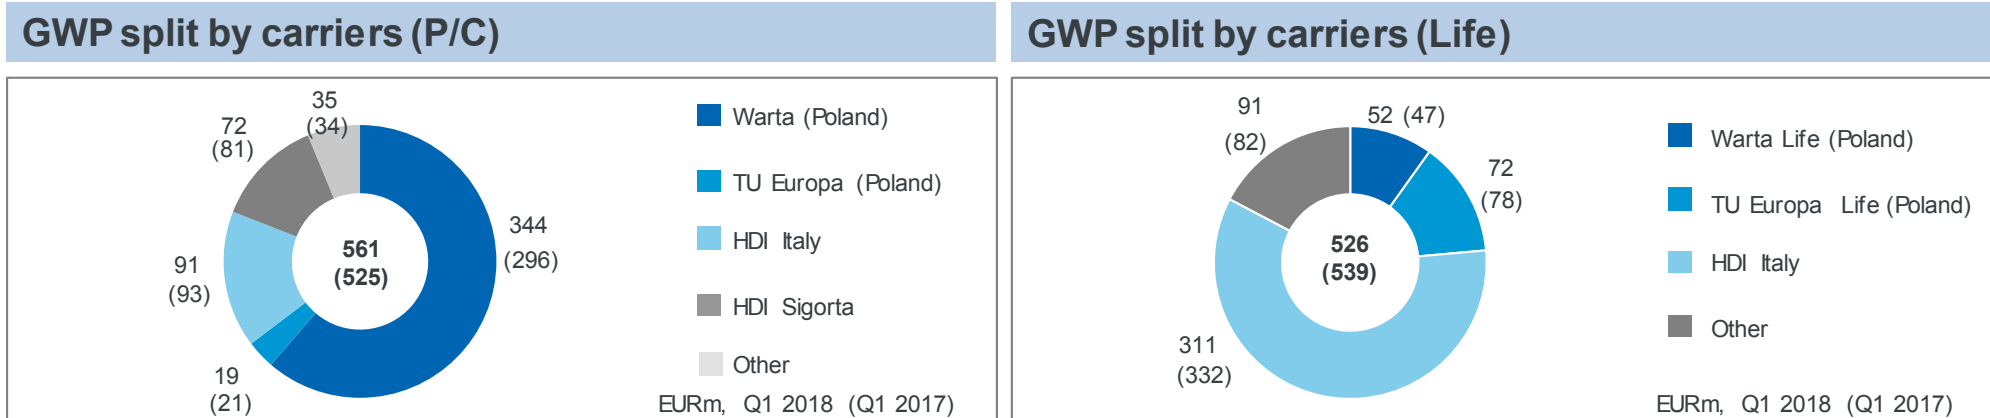 GWP split by carriers (P/C)
35
(34)
72
(81)
344
(296)
561
(525)
91
(93)
19
(21)
Warta (Poland)
TU Europa (Poland)
HDI Italy
HDI Sigorta
Other
EURm, Q1 2018 (Q1 2017)
GWP split by carriers (Life)
91
(82)
52 (47)
72
(78)
526
(539)
311
(332)
Warta Life (Poland)
TU Europa Life (Poland)
HDI Italy
Other
EURm, Q1 2018 (Q1 2017)